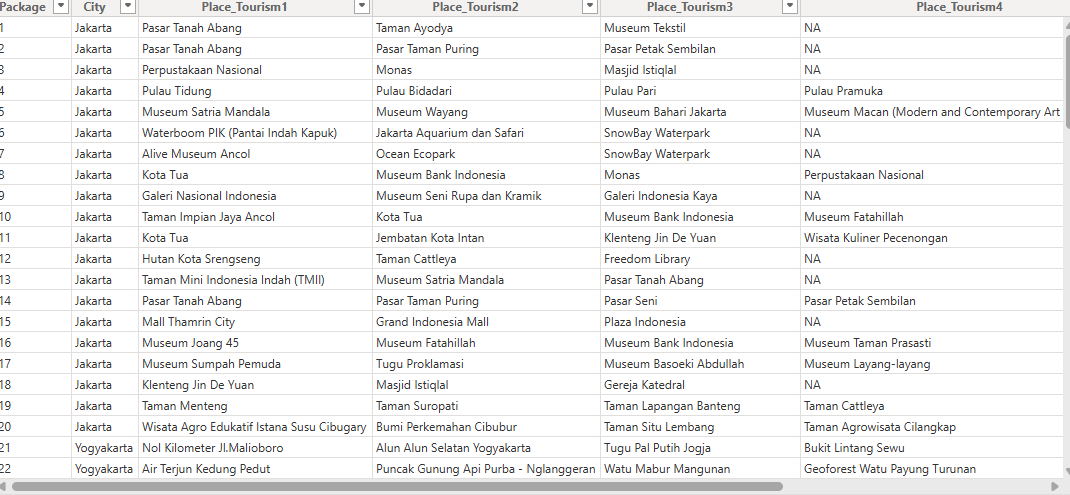 Package City Place_Tourism1 Place_Tourism2 Place_Tourism3 Place_Tourism4
1 Jakarta Pasar Tanah Abang Taman Ayodya Museum Tekstil NA
2 Jakarta Pasar Tanah Abang Pasar Taman Puring Pasar Petak Sembilan NA
3 Jakarta Perpustakaan Nasional Monas Masjid Istiqlal NA
4 Jakarta Pulau Tidung Pulau Bidadari Pulau Pari Pulau Pramuka
5 Jakarta Museum Satria Mandala Museum Wayang Museum Bahari Jakarta Museum Macan (Modern and Contemporary Art
6 Jakarta Waterboom PIK (Pantai Indah Kapuk) Jakarta Aquarium dan Safari SnowBay Waterpark NA
7 Jakarta Alive Museum Ancol Ocean Ecopark SnowBay Waterpark NA
8 Jakarta Kota Tua Museum Bank Indonesia Monas Perpustakaan Nasional
9 Jakarta Galeri Nasional Indonesia Museum Seni Rupa dan Kramik Galeri Indonesia Kaya NA
10 Jakarta Taman Impian Jaya Ancol Kota Tua Museum Bank Indonesia Museum Fatahillah
11 Jakarta Kota Tua Jembatan Kota Intan Klenteng Jin De Yuan Wisata Kuliner Pecenongan
12 Jakarta Hutan Kota Srengseng Taman Cattleya Freedom Library NA
13 Jakarta Taman Mini Indonesia Indah (TMII) Museum Satria Mandala Pasar Tanah Abang NA
14 Jakarta Pasar Tanah Abang Pasar Taman Puring Pasar Seni Pasar Petak Sembilan
15 Jakarta Mall Thamrin City Grand Indonesia Mall Plaza Indonesia NA
16 Jakarta Museum Joang 45 Museum Fatahillah Museum Bank Indonesia Museum Taman Prasasti
17 Jakarta Museum Sumpah Pemuda Tugu Proklamasi Museum Basoeki Abdullah Museum Layang-layang
18 Jakarta Klenteng Jin De Yuan Masjid Istiqlal Gereja Katedral NA
19 Jakarta Taman Menteng Taman Suropati Taman Lapangan Banteng Taman Cattleya
20 Jakarta Wisata Agro Edukatif Istana Susu Cibugary Bumi Perkemahan Cibubur Taman Situ Lembang Taman Agrowisata Cilangkap
21 Yogyakarta Nol Kilometer Jl.Malioboro Alun Alun Selatan Yogyakarta Tugu Pal Putih Jogja Bukit Lintang Sewu
22 Yogyakarta Air Terjun Kedung Pedut Puncak Gunung Api Purba - Nglanggeran Watu Mabur Mangunan Geoforest Watu Payung Turunan